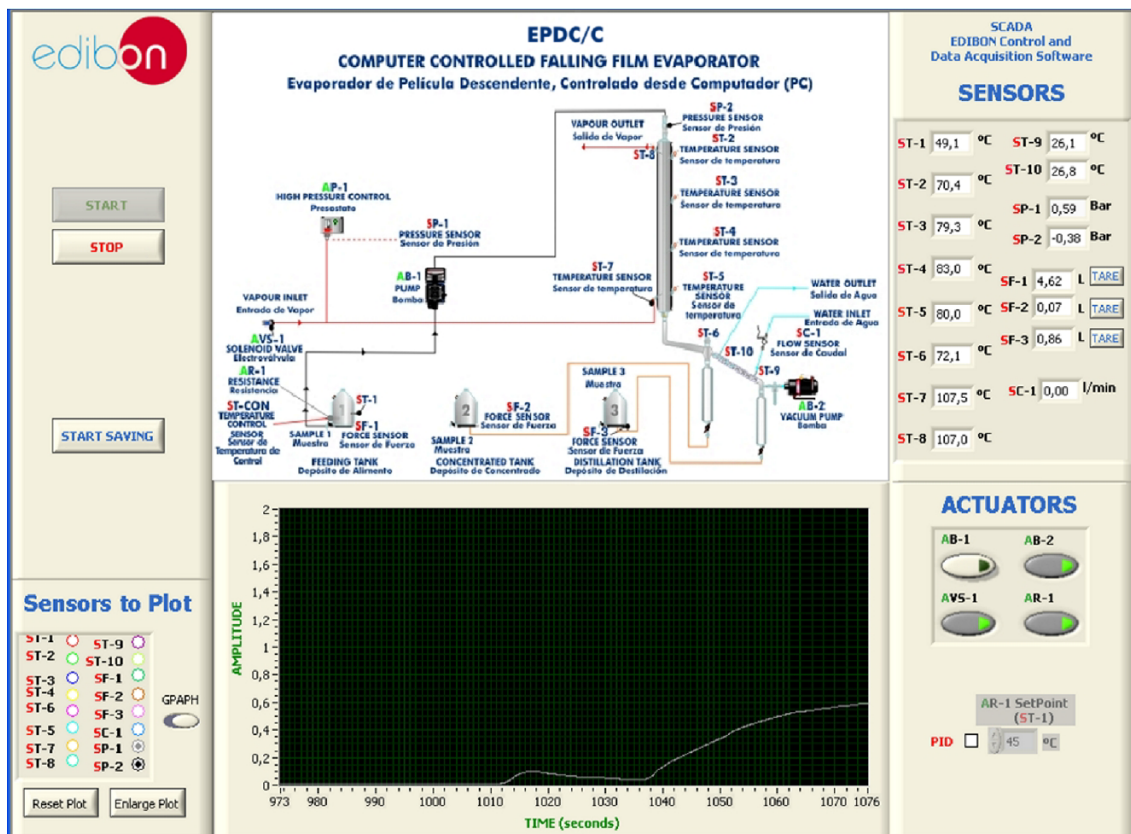 edibon
START
STOP
START SAVING
EPDC/C
COMPUTER CONTROLLED FALLING FILM EVAPORATOR
Evaporador de Película Descendente, Controlado desde Computador (PC)
SP-2
PRESSURE SENSOR
Sensor de Presión
VAPOUR OUTLET
Salida de Vapor
ST-8
ST-2
TEMPERATURE SENSOR
Sensor de temperatura
ST-3
TEMPERATURE SENSOR
Sensor de temperatura
ST-4
TEMPERATURE SENSOR
Sensor de temperatura
AP-1
HIGH PRESSURE CONTROL
Presostato
SP-1
PRESSURE SENSOR
Sensor de Presión
AB-1
PUMP
Bomba
ST-7
TEMPERATURE SENSOR
Sensor de temperatura
ST-5
TEMPERATURE
SENSOR
Sensor de
temperatura
WATER OUTLET
Salida de Agua
WATER INLET
Entrada de Agua
VAPOUR INLET
Entrada de Vapor
AVS-1
SOLENOID VALVE
Electroválvula
ST-6
ST-10
SC-1
FLOW SENSOR
Sensor de Caudal
ST-9
AR-1
RESISTANCE
Resistencia
ST-CON
TEMPERATURE
CONTROL
SENSOR
Sensor de
Temperatura de
Control
1
ST-1
SF-1
FORCE SENSOR
Sensor de Fuerza
SAMPLE 1
Muestra
FEEDING TANK
Depósito de Alimento
2
SF-2
FORCE SENSOR
Sensor de Fuerza
SAMPLE 2
Muestra
CONCENTRATED TANK
Depósito de Concentrado
SAMPLE 3
Muestra
3
SF-3
FORCE SENSOR
Sensor de Fuerza
DISTILLATION TANK
Depósito de Destilación
AB-2
VACUUM PUMP
Bomba
SCADA
EDIBON Control and
Data Acquisition Software
SENSORS
ST-1 49,1 ºC
ST-2 70,4 ºC
ST-3 79,3 ºC
ST-4 83,0 ºC
ST-5 80,0 ºC
ST-6 72,1 ºC
ST-7 107,5 ºC
ST-8 107,0 ºC
ST-9 26,1 ºC
ST-10 26,8 ºC
SP-1 0,59 Bar
SP-2 -0,38 Bar
SF-1 4,62 L TARE
SF-2 0,07 L TARE
SF-3 0,86 L TARE
SC-1 0,00 l/min
Sensors to Plot
ST-1
ST-2
ST-3
ST-4
ST-6
ST-5
ST-7
ST-8
ST-9
ST-10
SF-1
SF-2
SF-3
SC-1
SP-1
SP-2
GPAPH
Reset Plot Enlarge Plot
AMPLITUDE
2
1,8
1,6
1,4
1,2
1
0,8
0,6
0,4
0,2
0
973 980 990 1000 1010 1020 1030 1040 1050 1060 1070 1076
TIME (seconds)
ACTUATORS
AB-1 AB-2
AVS-1 AR-1
AR-1 SetPoint
(ST-1)
PID 45 ºC